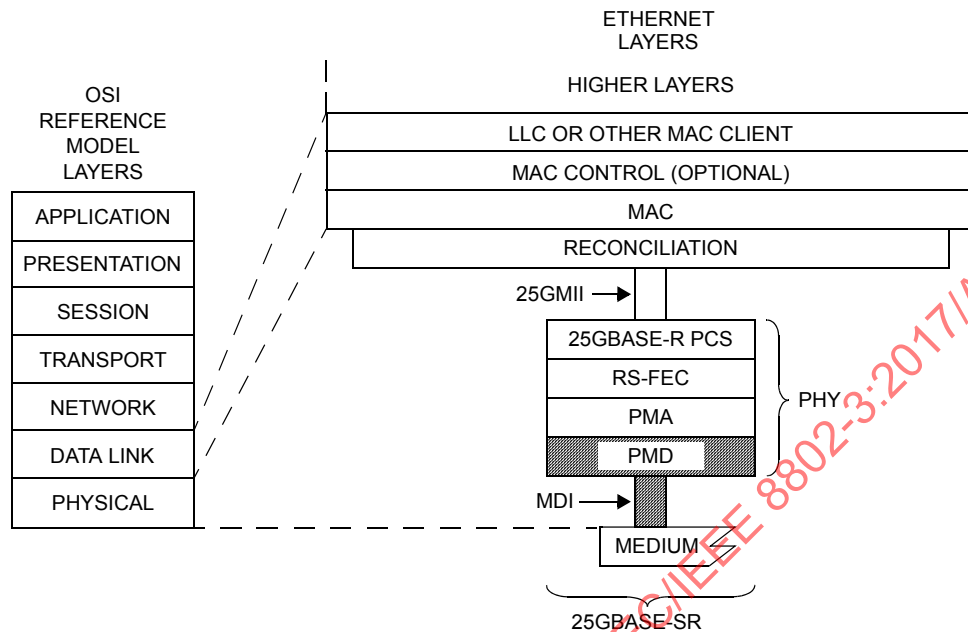 ETHERNET
LAYERS
HIGHER LAYERS
OSI
REFERENCE
MODEL
LAYERS
LLC OR OTHER MAC CLIENT
MAC CONTROL (OPTIONAL)
MAC
RECONCILIATION
APPLICATION
PRESENTATION
SESSION
TRANSPORT
NETWORK
DATA LINK
PHYSICAL
25GMII
25GBASE-R PCS
RS-FEC
PMA
PMD
PHY
MDI
MEDIUM
25GBASE-SR
C/IEEE 8802-3:2017/A